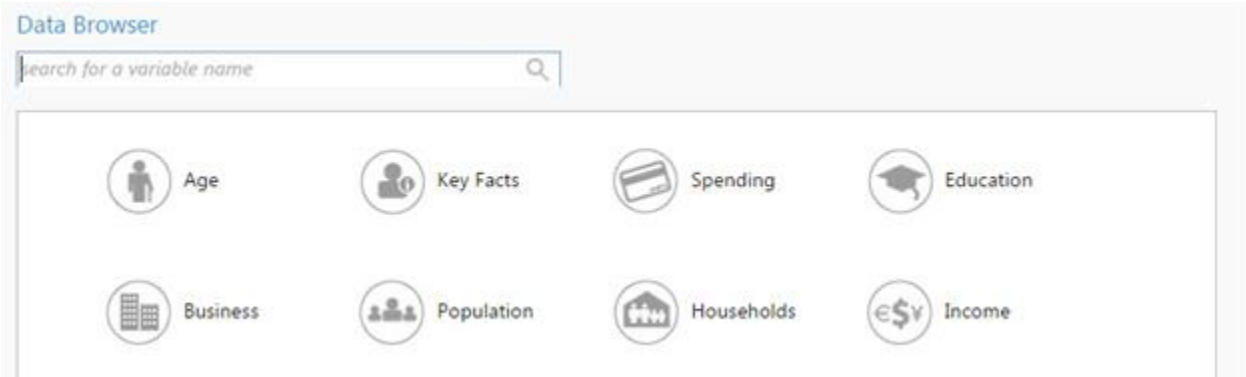 Data Browser
search for a variable name
Age Key Facts Spending Education
Business Population Households Income
€$¥